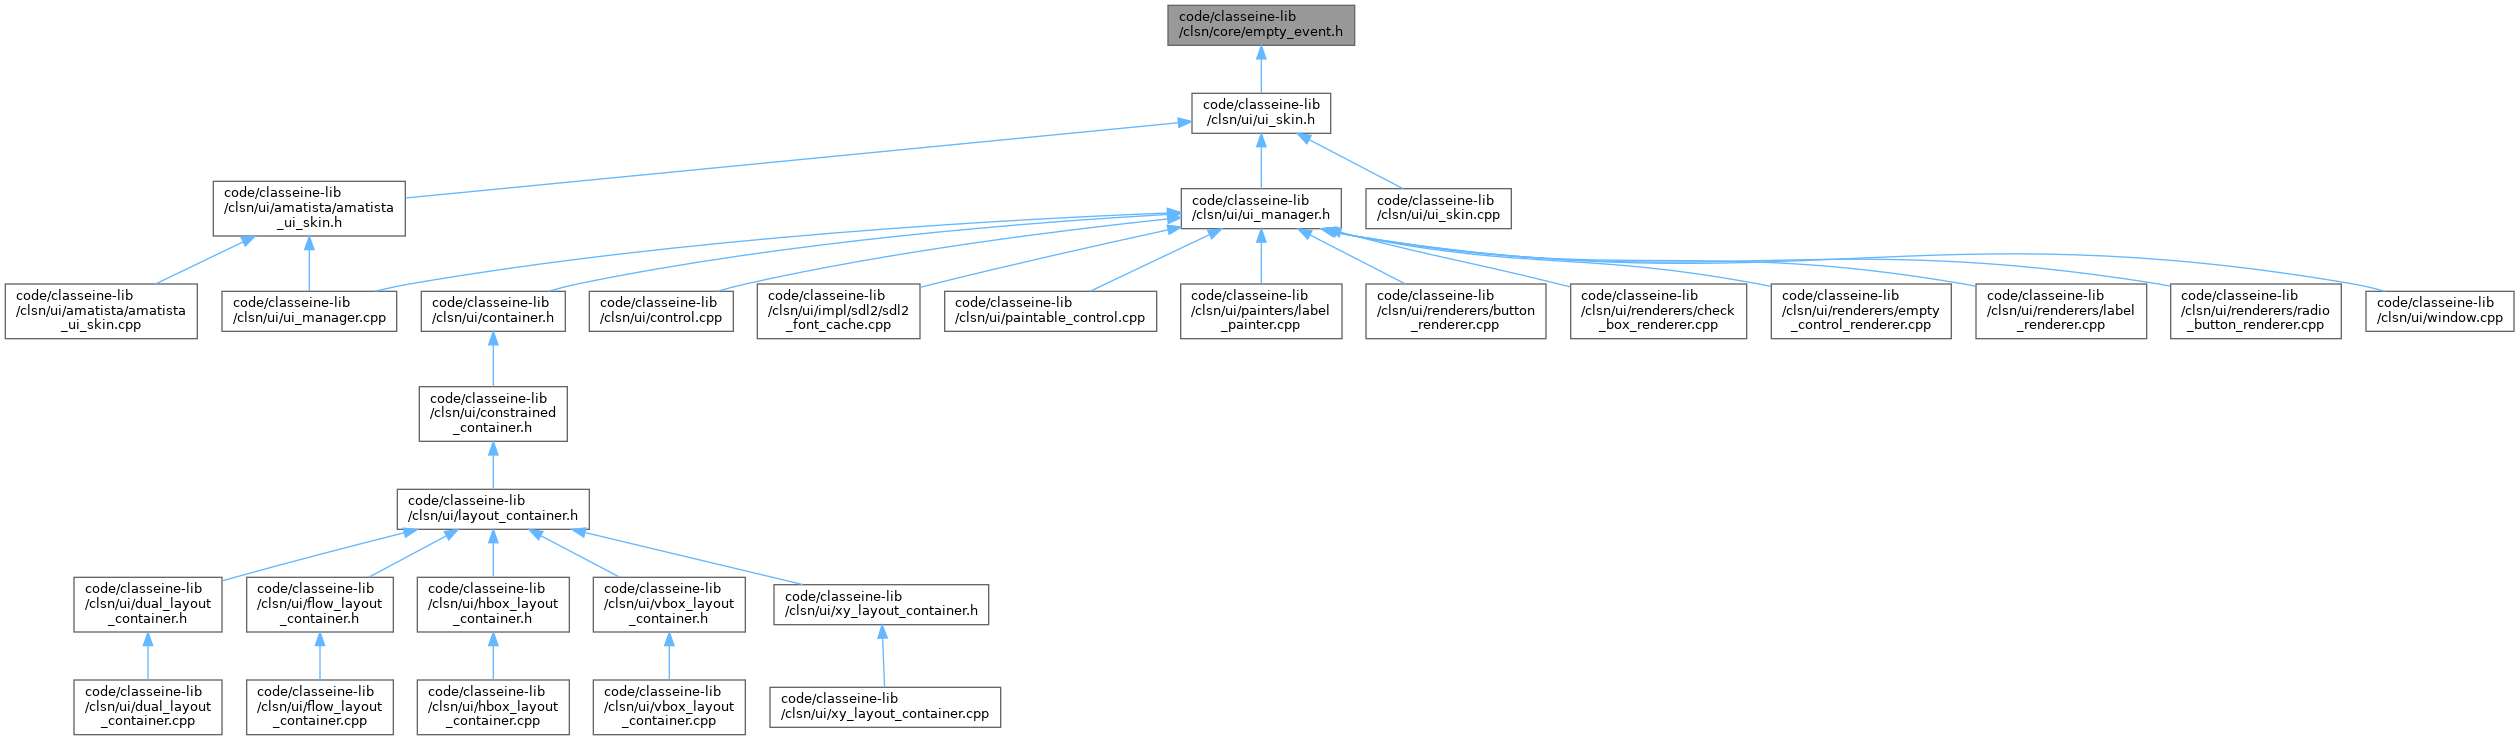 code/classeine-lib
/clsn/core/empty_event.h
code/classeine-lib
/clsn/ui/ui_skin.h
code/classeine-lib
/clsn/ui/amatista/amatista
_ui_skin.h
code/classeine-lib
/clsn/ui/ui_manager.h
code/classeine-lib
/clsn/ui/ui_skin.cpp
code/classeine-lib
/clsn/ui/amatista/amatista
_ui_skin.cpp
code/classeine-lib
/clsn/ui/ui_manager.cpp
code/classeine-lib
/clsn/ui/container.h
code/classeine-lib
/clsn/ui/control.cpp
code/classeine-lib
/clsn/ui/impl/sdl2/sdl2
_font_cache.cpp
code/classeine-lib
/clsn/ui/paintable_control.cpp
code/classeine-lib
/clsn/ui/painters/label
_painter.cpp
code/classeine-lib
/clsn/ui/renderers/button
_renderer.cpp
code/classeine-lib
/clsn/ui/renderers/check
_box_renderer.cpp
code/classeine-lib
/clsn/ui/renderers/empty
_control_renderer.cpp
code/classeine-lib
/clsn/ui/renderers/label
_renderer.cpp
code/classeine-lib
/clsn/ui/renderers/radio
_button_renderer.cpp
code/classeine-lib
/clsn/ui/window.cpp
code/classeine-lib
/clsn/ui/constrained
_container.h
code/classeine-lib
/clsn/ui/layout_container.h
code/classeine-lib
/clsn/ui/dual_layout
_container.h
code/classeine-lib
/clsn/ui/flow_layout
_container.h
code/classeine-lib
/clsn/ui/hbox_layout
_container.h
code/classeine-lib
/clsn/ui/vbox_layout
_container.h
code/classeine-lib
/clsn/ui/xy_layout_container.h
code/classeine-lib
/clsn/ui/dual_layout
_container.cpp
code/classeine-lib
/clsn/ui/flow_layout
_container.cpp
code/classeine-lib
/clsn/ui/hbox_layout
_container.cpp
code/classeine-lib
/clsn/ui/vbox_layout
_container.cpp
code/classeine-lib
/clsn/ui/xy_layout_container.cpp